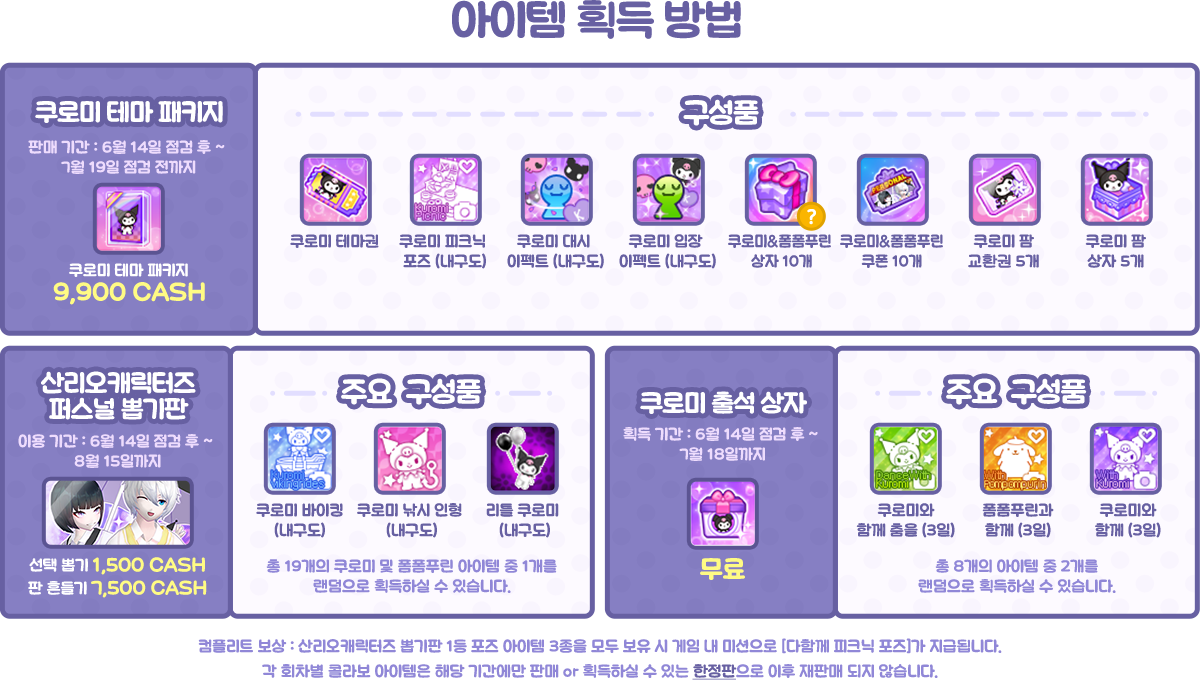 아이템 획득 방법
쿠로미 테마 패키지
판매 기간 : 6월 14일 점검 후 ~
7월 19일 점검 전까지
쿠로미 테마 패키지
9,900 CASH
구성품
쿠로미 테마권
Kuromi
Picnic
쿠로미 피크닉
포즈 (내구도)
쿠로미 대시
이펙트 (내구도)
쿠로미 입장
이펙트 (내구도)
?
쿠로미&폼폼푸린
상자 10개
PERSONAL
쿠로미&폼폼푸린
쿠폰 10개
쿠로미 팜
교환권 5개
쿠로미 팜
상자 5개
산리오캐릭터즈
퍼스널 뽑기판
이용 기간 : 6월 14일 점검 후 ~
8월 15일까지
선택 뽑기 1,500 CASH
판 흔들기 7,500 CASH
주요 구성품
Kuromi
쿠로미 바이킹
(내구도)
쿠로미 낚시 인형
(내구도)
리틀 쿠로미
(내구도)
총 19개의 쿠로미 및 폼폼푸린 아이템 중 1개를
랜덤으로 획득하실 수 있습니다.
쿠로미 출석 상자
획득 기간 : 6월 14일 점검 후 ~
7월 18일까지
무료
주요 구성품
Dance With
Kuromi
쿠로미와
함께 춤을 (3일)
With
Pompompurin
폼폼푸린과
함께 (3일)
With
Kuromi
쿠로미와
함께 (3일)
총 8개의 아이템 중 2개를
랜덤으로 획득하실 수 있습니다.
컴플리트 보상 : 산리오캐릭터즈 뽑기판 1등 포즈 아이템 3종을 모두 보유 시 게임 내 미션으로 [다함께 피크닉 포즈]가 지급됩니다.
각 회차별 콜라보 아이템은 해당 기간에만 판매 or 획득하실 수 있는 한정판으로 이후 재판매 되지 않습니다.